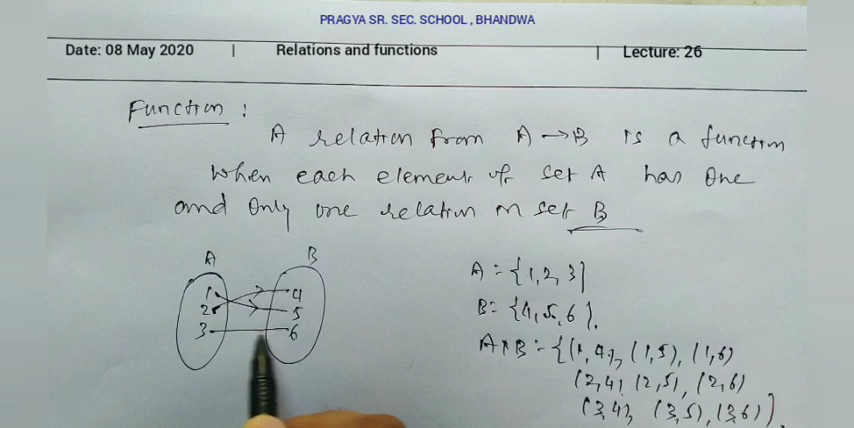 PRAGYA SR. SEC. SCHOOL , BHANDWA
Date: 08 May 2020 | Relations and functions | Lecture: 26
Function :
A relation from A → B is a function
when each element of set A has one
and only one relation in set B
A B
1 4
2 5
3 6
A = {1, 2, 3}
B = {4, 5, 6}.
A × B = {(1, 4), (1, 5), (1, 6)
(2, 4) (2, 5), (2, 6)
(3, 4), (3, 5), (3, 6)}.